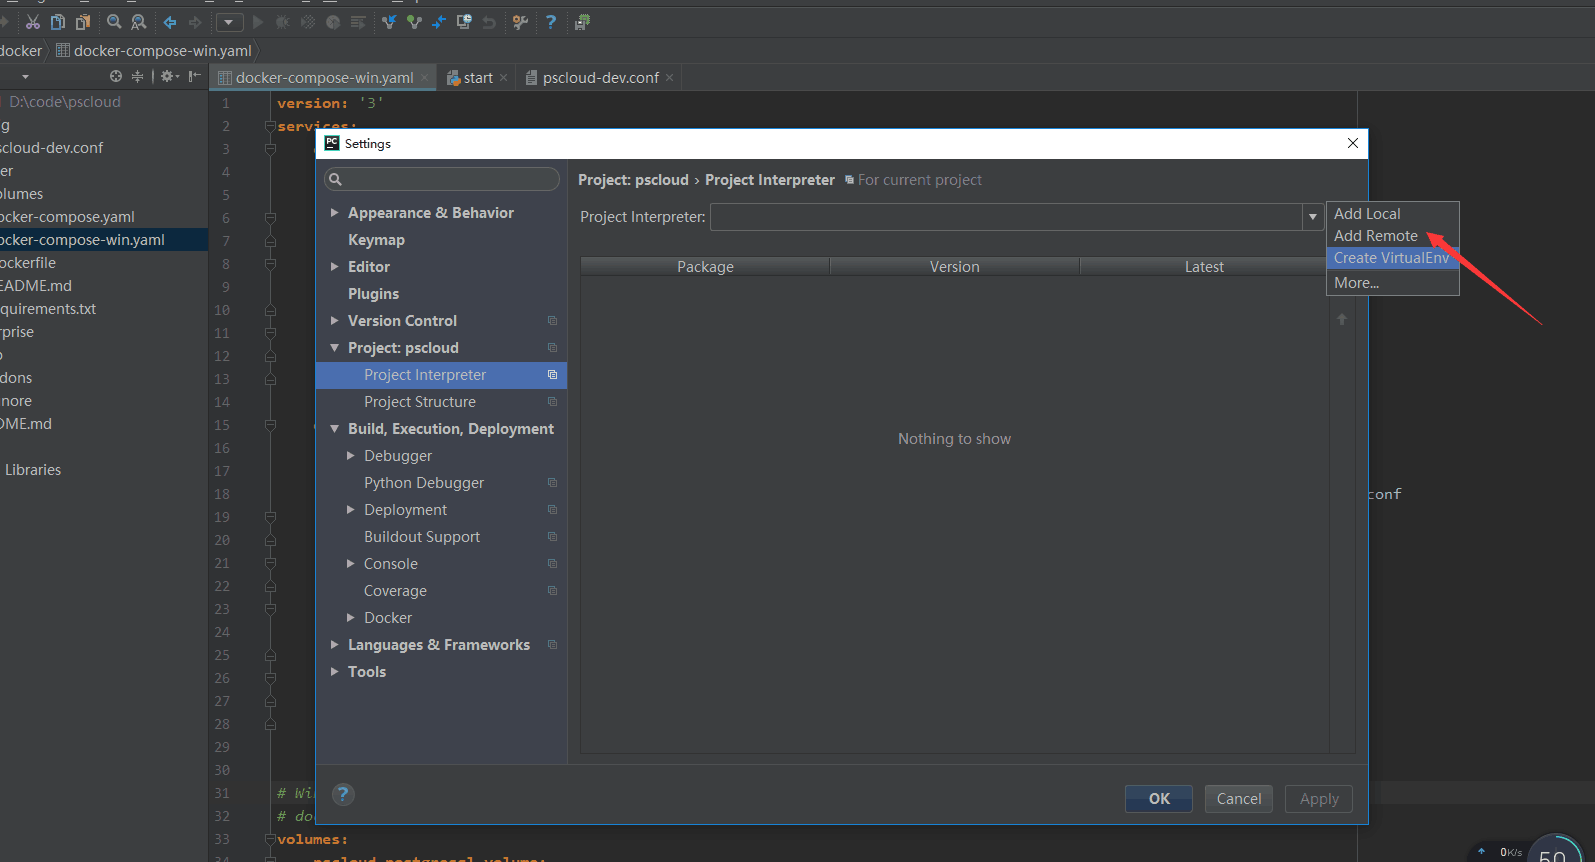 docker
docker-compose-win.yaml
docker-compose-win.yaml
start
pscloud-dev.conf
D:\code\pscloud
g
scloud-dev.conf
er
olumes
ocker-compose.yaml
ocker-compose-win.yaml
ockerfile
EADME.md
quirements.txt
rprise
dons
nore
DME.md
Libraries
1
2
3
4
5
6
7
8
9
10
11
12
13
14
15
16
17
18
19
20
21
22
23
24
25
26
27
28
29
30
31
32
33
34
version: '3'
services:
conf
# Wi
# do
volumes:
pscloud-postgresql-volume:
PC
Settings
Appearance & Behavior
Keymap
Editor
Plugins
Version Control
Project: pscloud
Project Interpreter
Project Structure
Build, Execution, Deployment
Debugger
Python Debugger
Deployment
Buildout Support
Console
Coverage
Docker
Languages & Frameworks
Tools
Project: pscloud › Project Interpreter For current project
Project Interpreter:
Add Local
Add Remote
Create VirtualEnv
More...
Package Version Latest
Nothing to show
?
OK Cancel Apply
0K/s
50